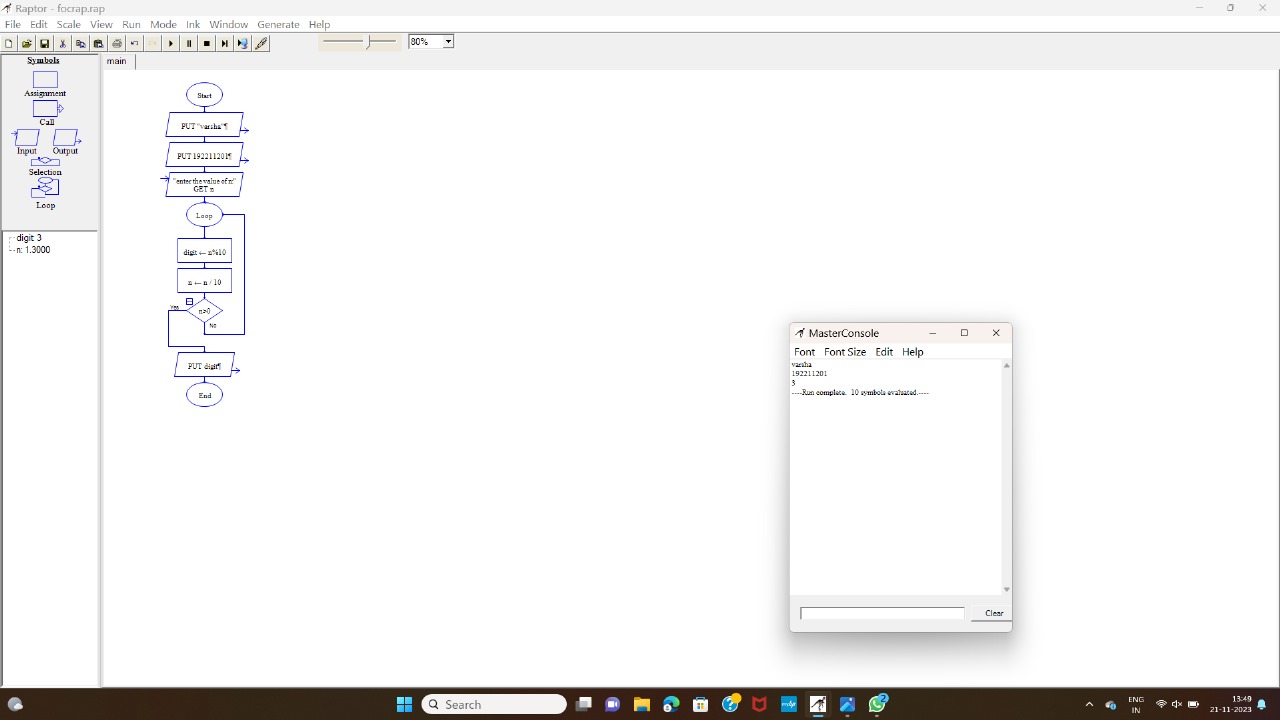 Raptor - focrap.rap
File Edit Scale View Run Mode Ink Window Generate Help
80%
Symbols
Assignment
Call
Input Output
Selection
Loop
digit: 3
n: 1.3000
main
Start
PUT "varsha"¶
PUT 192211201¶
"enter the value of n:"
GET n
Loop
digit ← n%10
n ← n / 10
Yes
n>0
No
PUT digit¶
End
MasterConsole
Font Font Size Edit Help
varsha
192211201
3
----Run complete. 10 symbols evaluated.----
Clear
Search
2
ENG
IN
13:49
21-11-2023